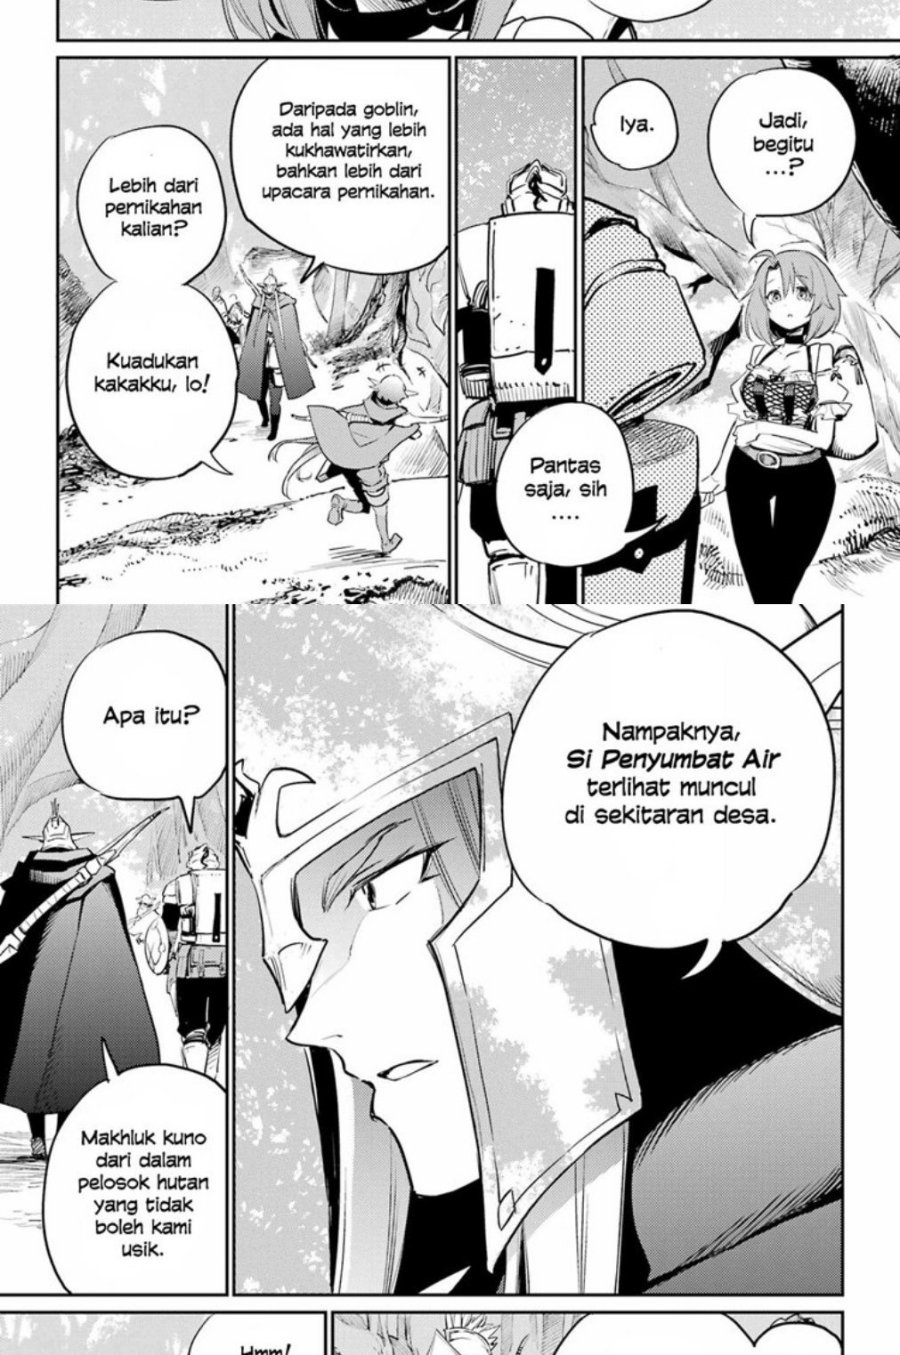 Jadi,
begitu
...?
Iya.
Pantas
saja, sih
....
Daripada goblin,
ada hal yang lebih
kukhawatirkan,
bahkan lebih dari
upacara pernikahan.
Lebih dari
pernikahan
kalian?
Kuadukan
kakakku, lo!
Nampaknya,
Si Penyumbat Air
terlihat muncul
di sekitaran desa.
Apa itu?
Makhluk kuno
dari dalam
pelosok hutan
yang tidak
boleh kami
usik.
Hmm!